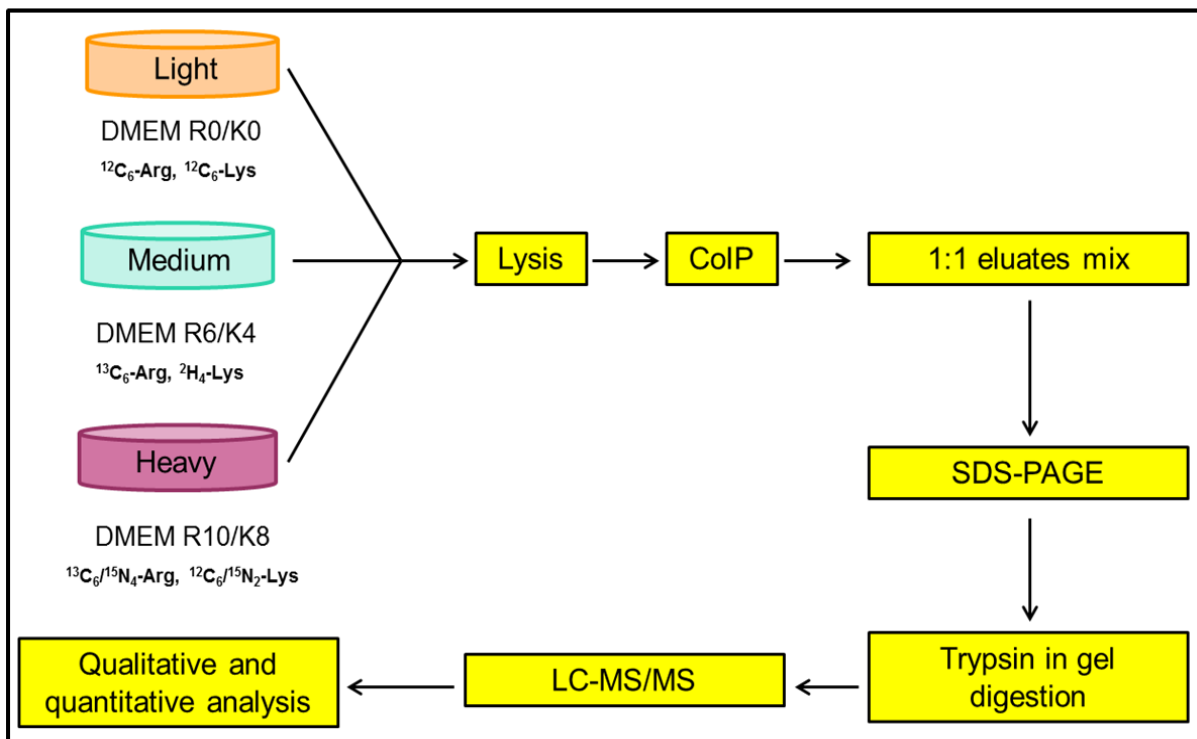 Light
DMEM R0/K0
¹²C₆-Arg, ¹²C₆-Lys
Medium
DMEM R6/K4
¹³C₆-Arg, ²H₄-Lys
Heavy
DMEM R10/K8
¹³C₆/¹⁵N₄-Arg, ¹²C₆/¹⁵N₂-Lys
Lysis
CoIP
1:1 eluates mix
SDS-PAGE
Trypsin in gel
digestion
LC-MS/MS
Qualitative and
quantitative analysis